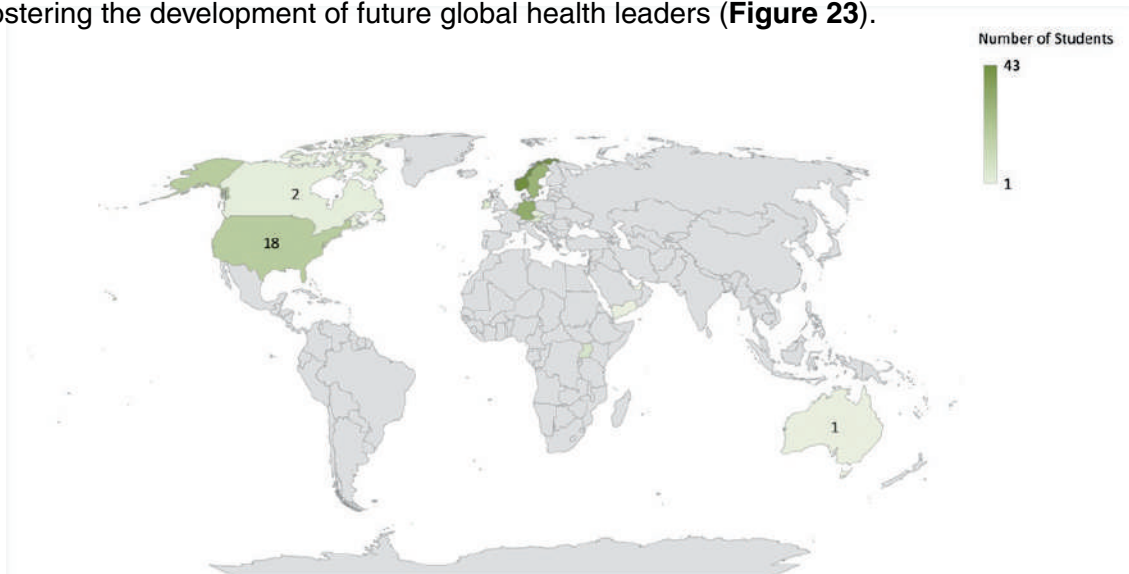 ostering the development of future global health leaders (Figure 23).
Number of Students
43
1
2
18
1